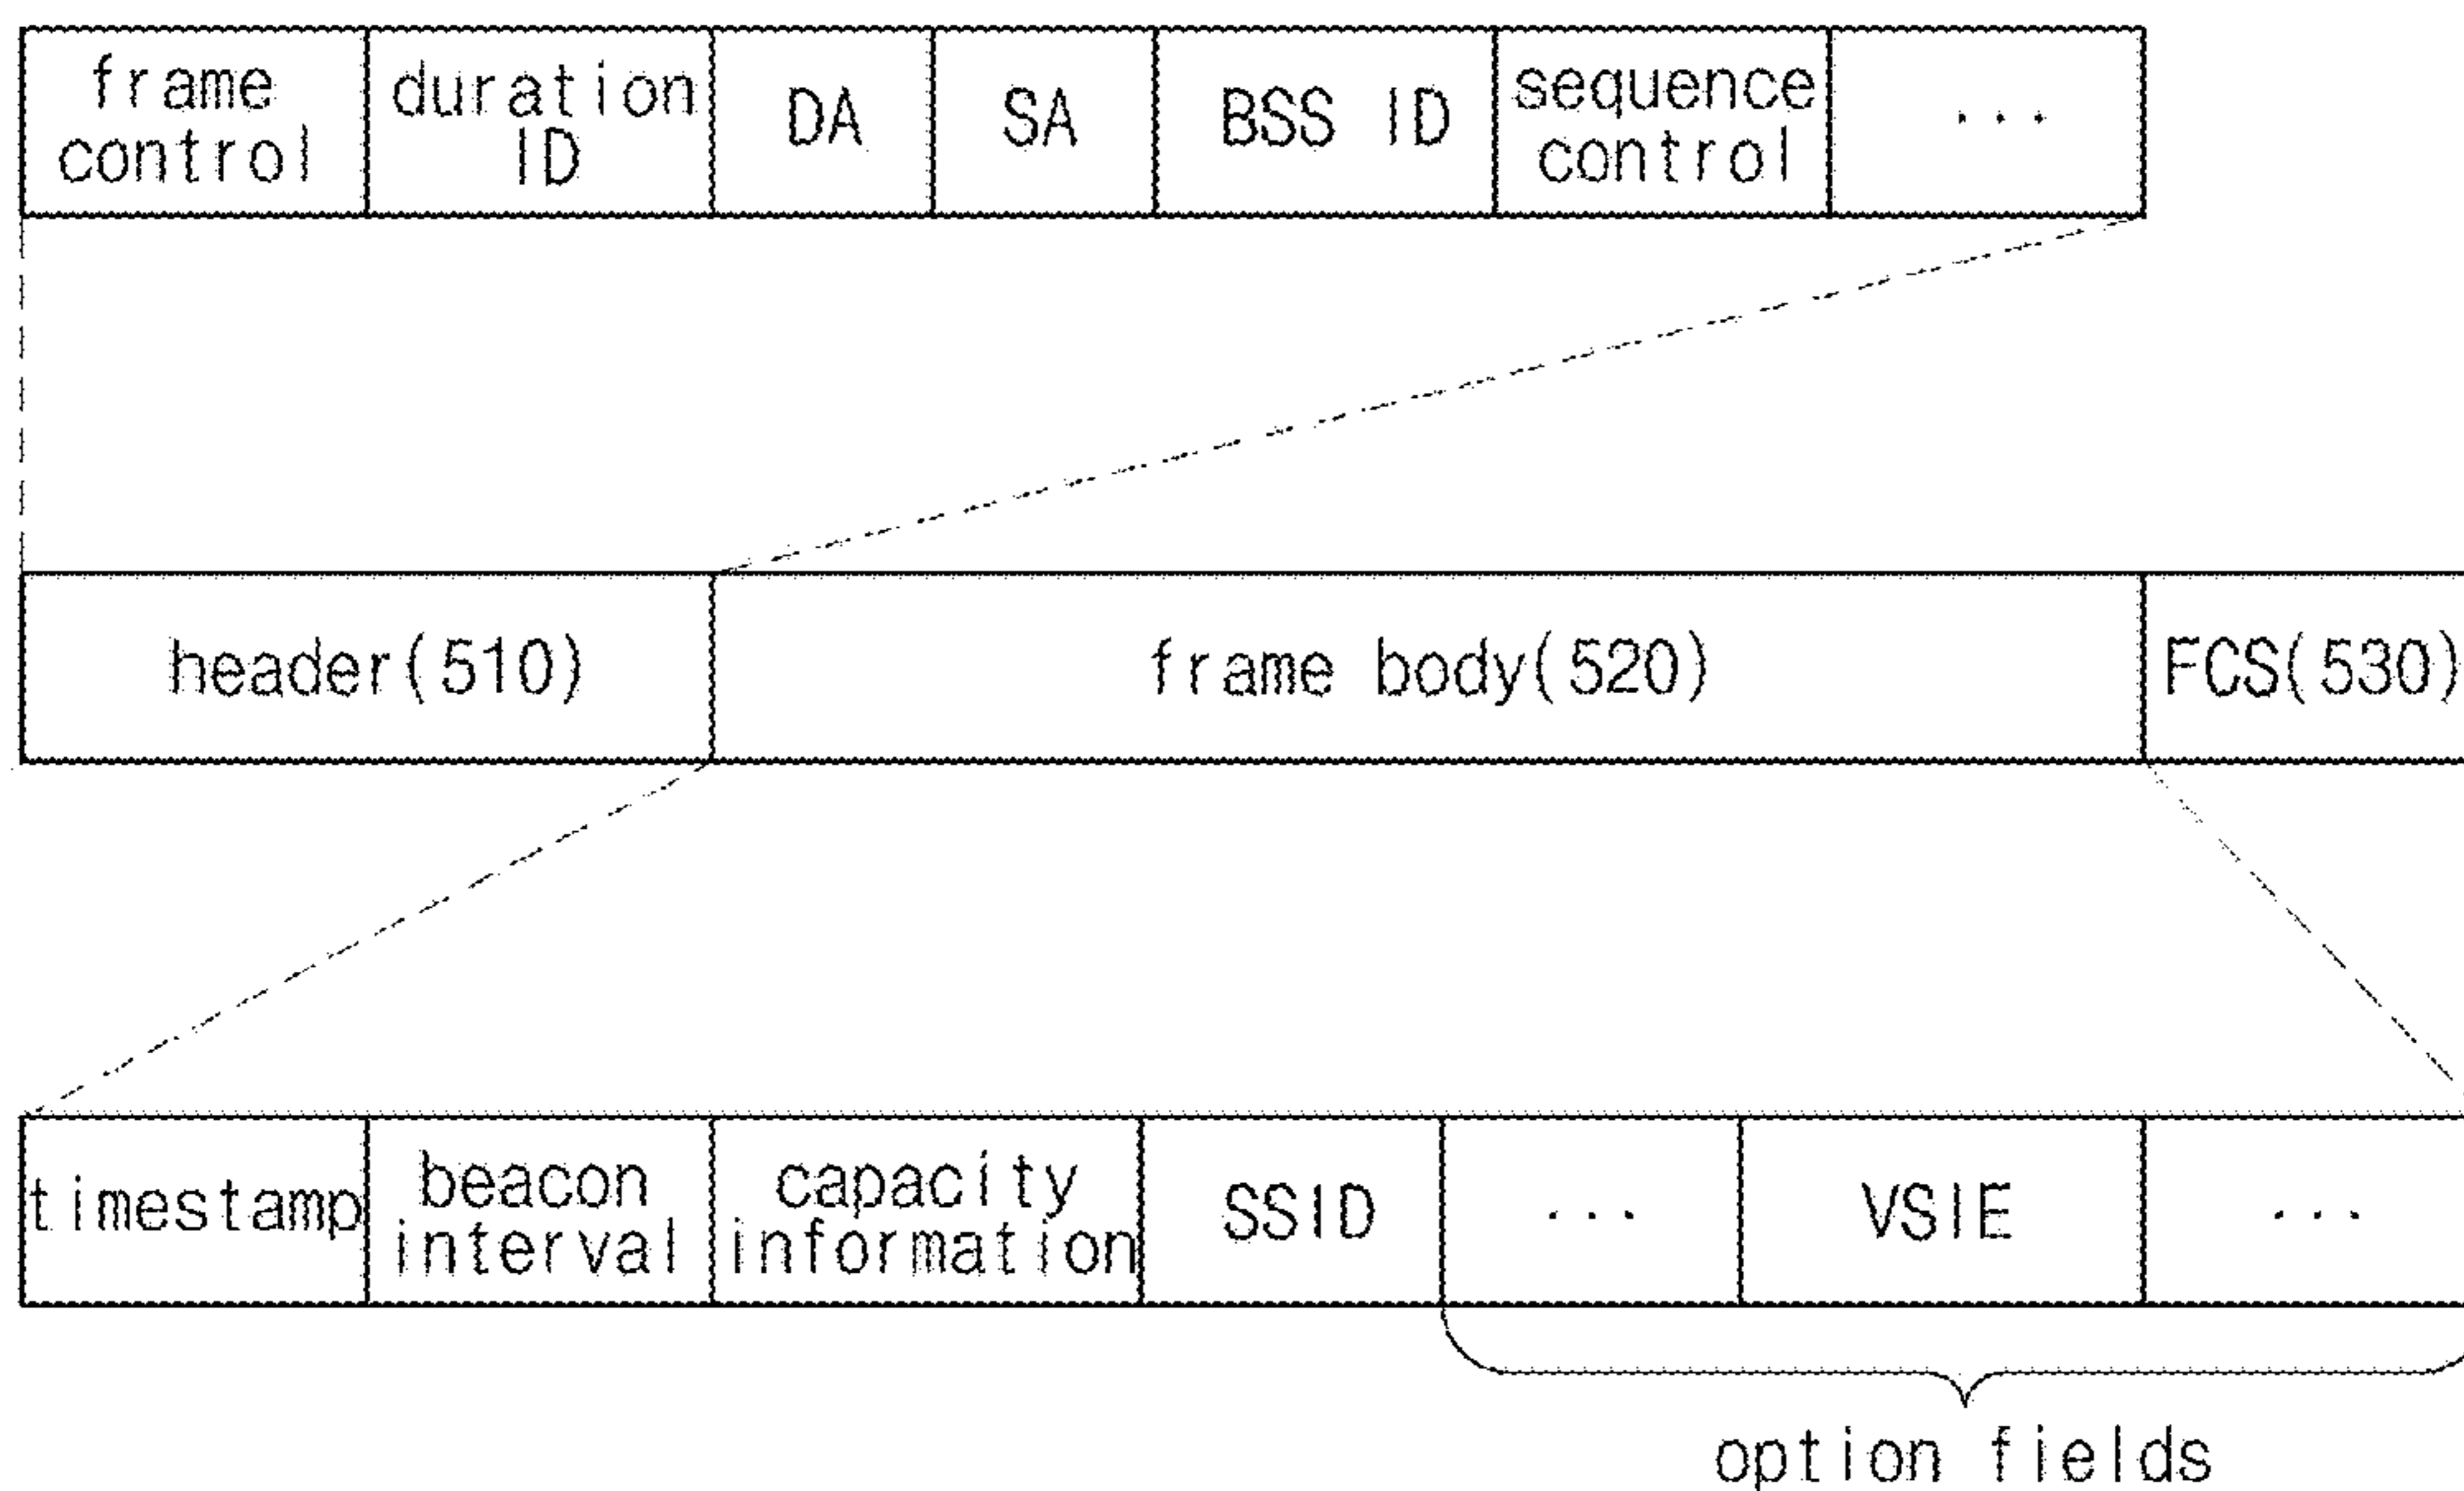 frame control
duration ID
DA
SA
BSS ID
sequence control
...
header(510)
frame body(520)
FCS(530)
timestamp
beacon interval
capacity information
SSID
...
VSIE
...
option fields